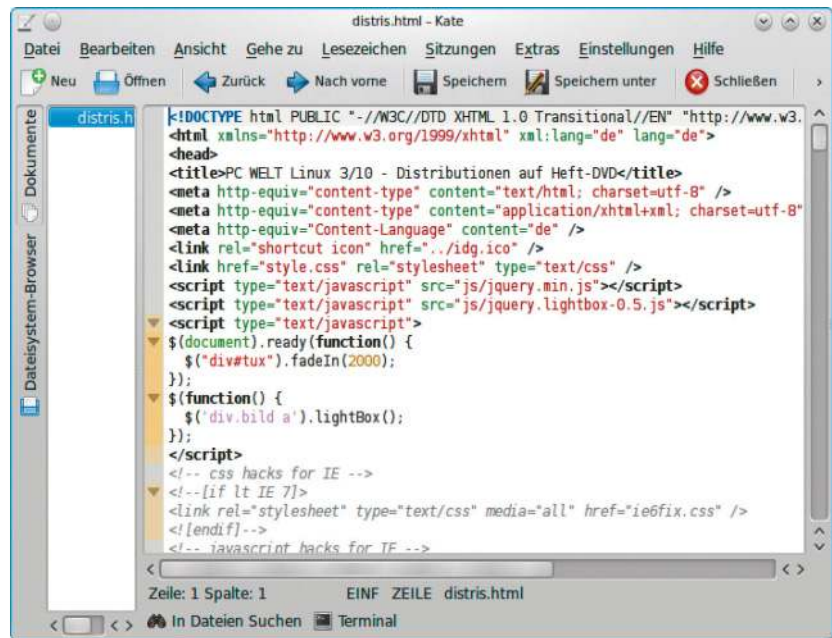 distris.html – Kate
Datei Bearbeiten Ansicht Gehe zu Lesezeichen Sitzungen Extras Einstellungen Hilfe
Neu Öffnen Zurück Nach vorne Speichern Speichern unter Schließen
Dokumente
Dateisystem-Browser
distris.h
<!DOCTYPE html PUBLIC "-//W3C//DTD XHTML 1.0 Transitional//EN" "http://www.w3.
<html xmlns="http://www.w3.org/1999/xhtml" xml:lang="de" lang="de">
<head>
<title>PC WELT Linux 3/10 - Distributionen auf Heft-DVD</title>
<meta http-equiv="content-type" content="text/html; charset=utf-8" />
<meta http-equiv="content-type" content="application/xhtml+xml; charset=utf-8"
<meta http-equiv="Content-Language" content="de" />
<link rel="shortcut icon" href="../idg.ico" />
<link href="style.css" rel="stylesheet" type="text/css" />
<script type="text/javascript" src="js/jquery.min.js"></script>
<script type="text/javascript" src="js/jquery.lightbox-0.5.js"></script>
<script type="text/javascript">
$(document).ready(function() {
$("div#tux").fadeIn(2000);
});
$(function() {
$('div.bild a').lightBox();
});
</script>
<!-- css hacks for IE -->
<!--[if lt IE 7]>
<link rel="stylesheet" type="text/css" media="all" href="ie6fix.css" />
<![endif]-->
<!-- javascript hacks for IE -->
Zeile: 1 Spalte: 1 EINF ZEILE distris.html
In Dateien Suchen Terminal